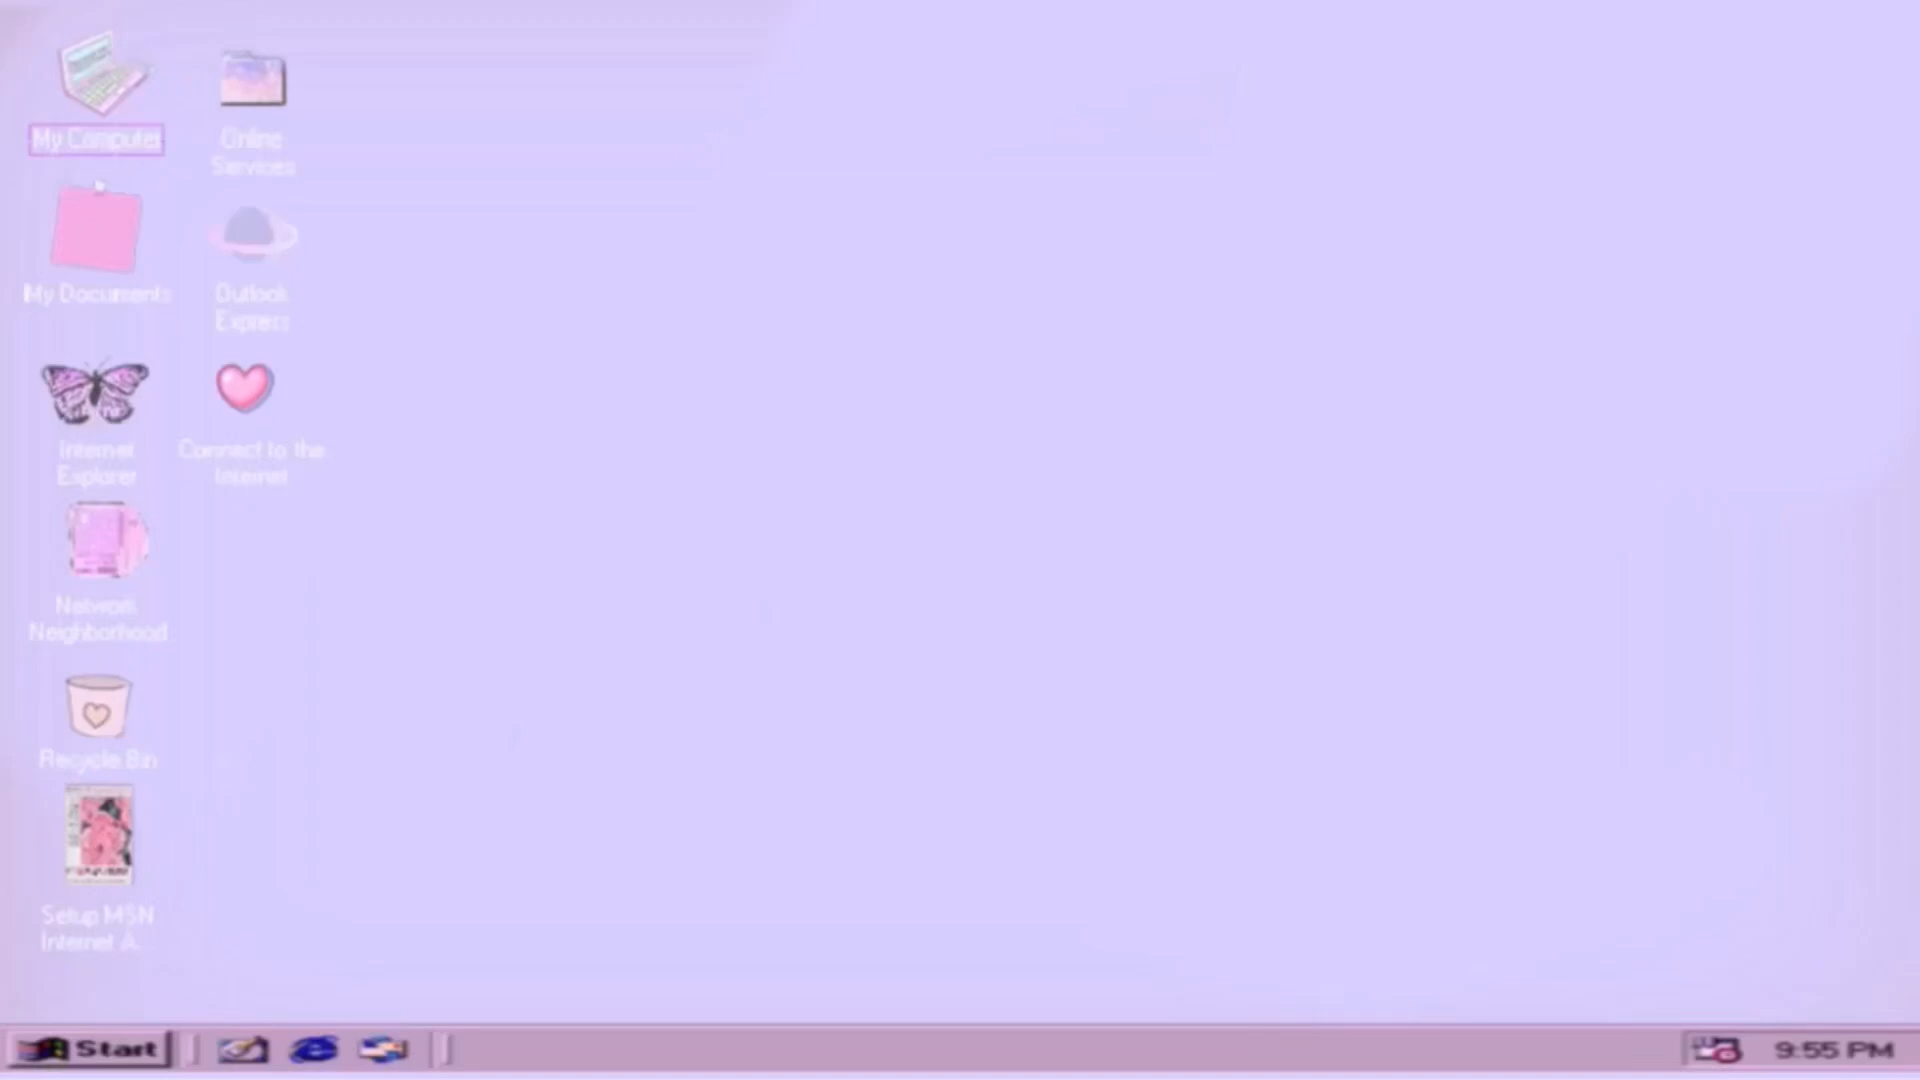 My Computer
Online
Services
My Documents
Outlook
Express
Internet
Explorer
Connect to the
Internet
Network
Neighborhood
Recycle Bin
Setup MSN
Internet A...
Start
9:55 PM